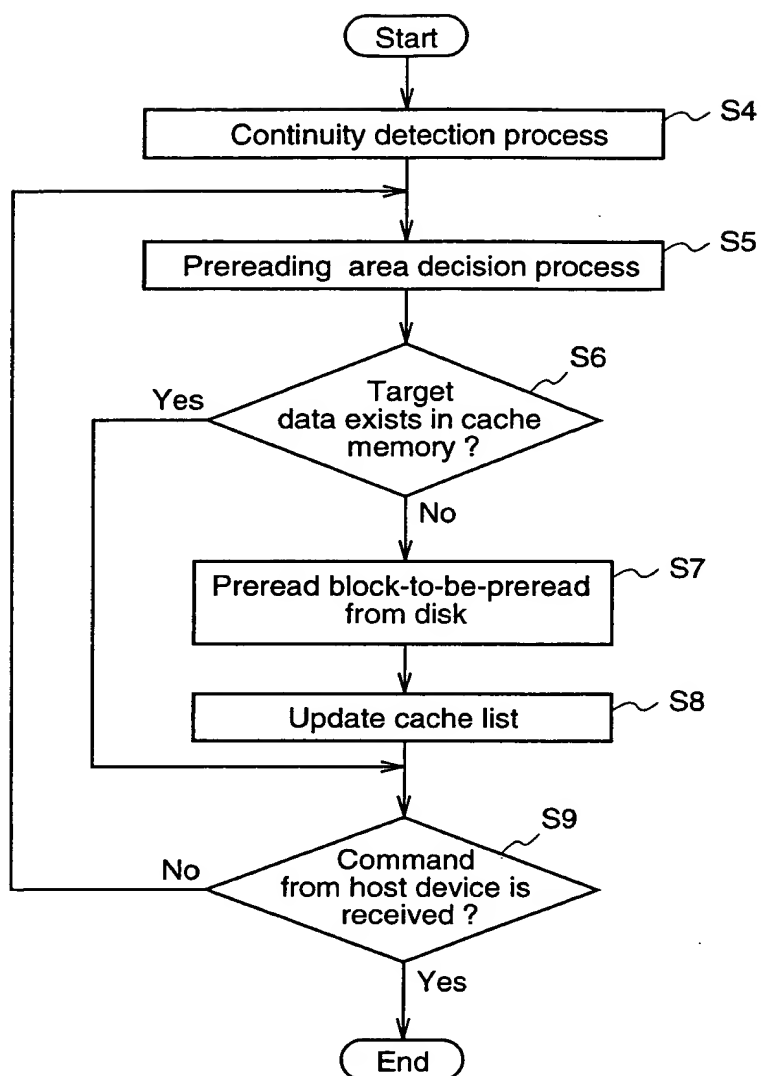 Start
S4
Continuity detection process
S5
Prereading area decision process
S6
Yes
Target
data exists in cache
memory ?
No
S7
Preread block-to-be-preread
from disk
S8
Update cache list
S9
No
Command
from host device is
received ?
Yes
End